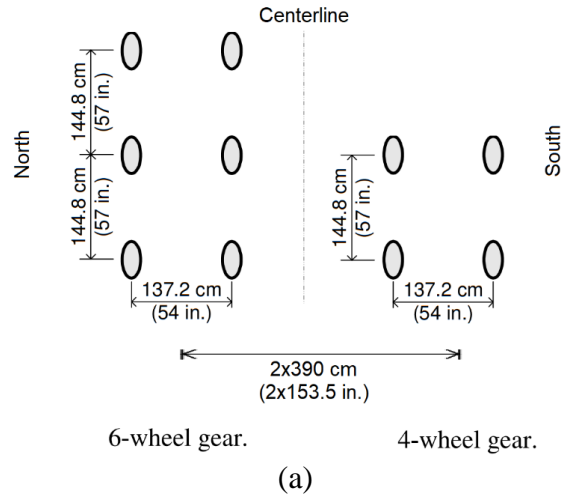 Centerline
North
South
144.8 cm
(57 in.)
144.8 cm
(57 in.)
144.8 cm
(57 in.)
137.2 cm
(54 in.)
137.2 cm
(54 in.)
2x390 cm
(2x153.5 in.)
6-wheel gear.
4-wheel gear.
(a)